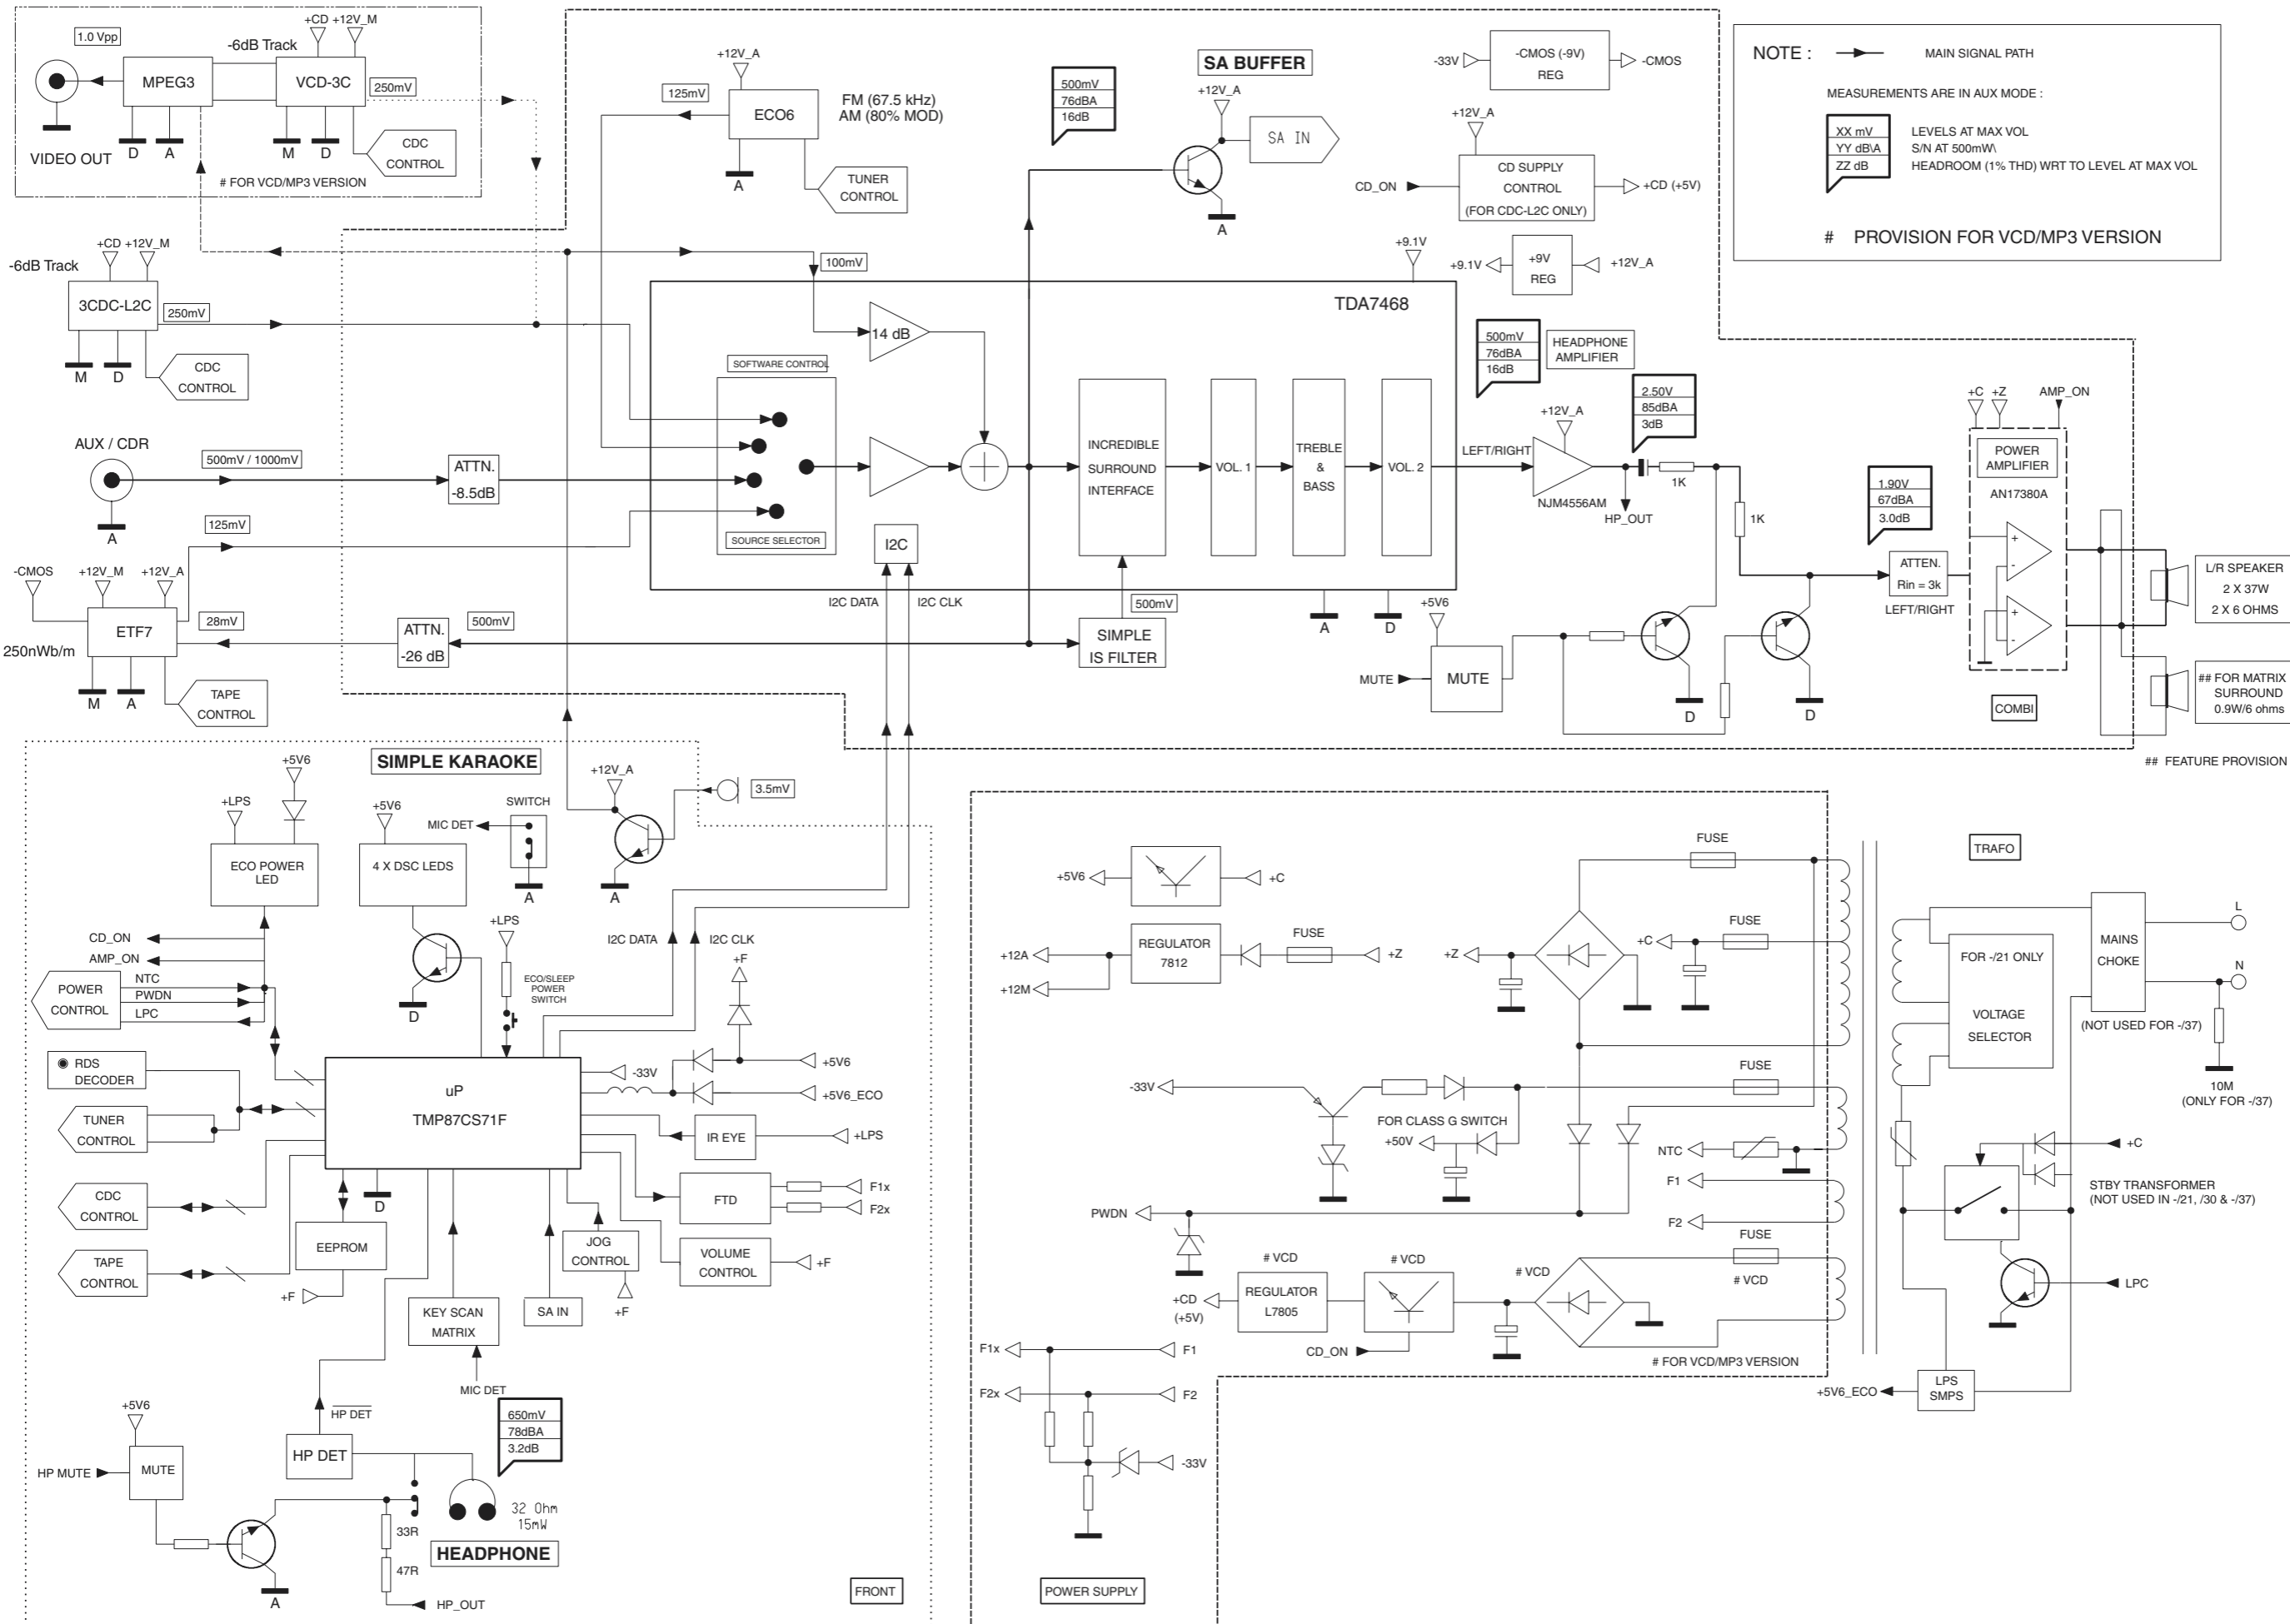 +CD +12V_M
1.0 Vpp
-6dB Track
MPEG3
VCD-3C
250mV
D
A
M
D
VIDEO OUT
CDC
CONTROL
# FOR VCD/MP3 VERSION
+CD +12V_M
-6dB Track
3CDC-L2C
250mV
M
D
CDC
CONTROL
AUX / CDR
500mV / 1000mV
ATTN.
-8.5dB
A
125mV
-CMOS
+12V_M
+12V_A
ETF7
28mV
250nWb/m
M
A
TAPE
CONTROL
ATTN.
-26 dB
500mV
+12V_A
125mV
ECO6
FM (67.5 kHz)
AM (80% MOD)
A
TUNER
CONTROL
500mV
76dBA
16dB
SA BUFFER
+12V_A
SA IN
A
-33V
-CMOS (-9V)
REG
-CMOS
+12V_A
CD_ON
CD SUPPLY
CONTROL
(FOR CDC-L2C ONLY)
+CD (+5V)
+9.1V
+9.1V
+9V
REG
+12V_A
NOTE :
MAIN SIGNAL PATH
MEASUREMENTS ARE IN AUX MODE :
XX mV
LEVELS AT MAX VOL
YY dB\A
S/N AT 500mW\
ZZ dB
HEADROOM (1% THD) WRT TO LEVEL AT MAX VOL
# PROVISION FOR VCD/MP3 VERSION
100mV
TDA7468
14 dB
SOFTWARE CONTROL
SOURCE SELECTOR
I2C
INCREDIBLE
SURROUND
INTERFACE
VOL. 1
TREBLE
&
BASS
VOL. 2
I2C DATA
I2C CLK
500mV
SIMPLE
IS FILTER
A
D
500mV
76dBA
16dB
HEADPHONE
AMPLIFIER
+12V_A
LEFT/RIGHT
NJM4556AM
2.50V
85dBA
3dB
HP_OUT
1K
1K
+5V6
MUTE
MUTE
D
D
1.90V
67dBA
3.0dB
ATTEN.
Rin = 3k
LEFT/RIGHT
+C
+Z
AMP_ON
POWER
AMPLIFIER
AN17380A
+
-
+
-
COMBI
L/R SPEAKER
2 X 37W
2 X 6 OHMS
## FOR MATRIX
SURROUND
0.9W/6 ohms
## FEATURE PROVISION
SIMPLE KARAOKE
+5V6
+LPS
ECO POWER
LED
+5V6
4 X DSC LEDS
SWITCH
MIC DET
A
+12V_A
3.5mV
A
CD_ON
AMP_ON
POWER
CONTROL
NTC
PWDN
LPC
D
+LPS
ECO/SLEEP
POWER
SWITCH
I2C DATA
I2C CLK
+F
RDS
DECODER
TUNER
CONTROL
CDC
CONTROL
TAPE
CONTROL
uP
TMP87CS71F
-33V
+5V6
+5V6_ECO
IR EYE
+LPS
FTD
F1x
F2x
VOLUME
CONTROL
+F
JOG
CONTROL
+F
D
EEPROM
+F
KEY SCAN
MATRIX
MIC DET
SA IN
+5V6
HP MUTE
MUTE
A
HP DET
HP DET
650mV
78dBA
3.2dB
32 Ohm
15mW
33R
47R
HEADPHONE
HP_OUT
FRONT
+5V6
+C
+12A
+12M
REGULATOR
7812
FUSE
+Z
+Z
+C
FUSE
FUSE
-33V
FOR CLASS G SWITCH
+50V
FUSE
NTC
F1
F2
PWDN
FUSE
# VCD
# VCD
# VCD
# VCD
REGULATOR
L7805
+CD
(+5V)
CD_ON
# FOR VCD/MP3 VERSION
F1x
F1
F2x
F2
-33V
POWER SUPPLY
TRAFO
FOR -/21 ONLY
VOLTAGE
SELECTOR
MAINS
CHOKE
(NOT USED FOR -/37)
L
N
10M
(ONLY FOR -/37)
+C
STBY TRANSFORMER
(NOT USED IN -/21, /30 & -/37)
LPC
LPS
SMPS
+5V6_ECO